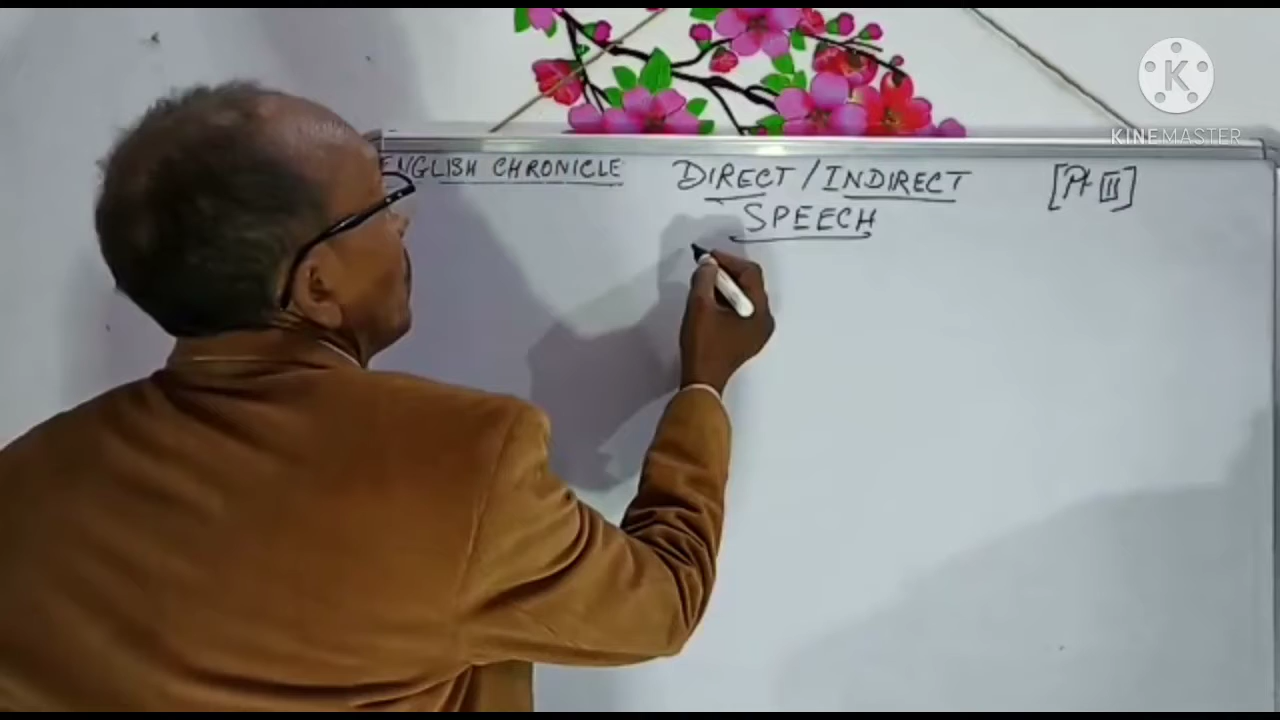 ENGLISH CHRONICLE
DIRECT / INDIRECT
SPEECH
[Pt III]
K
KINEMASTER